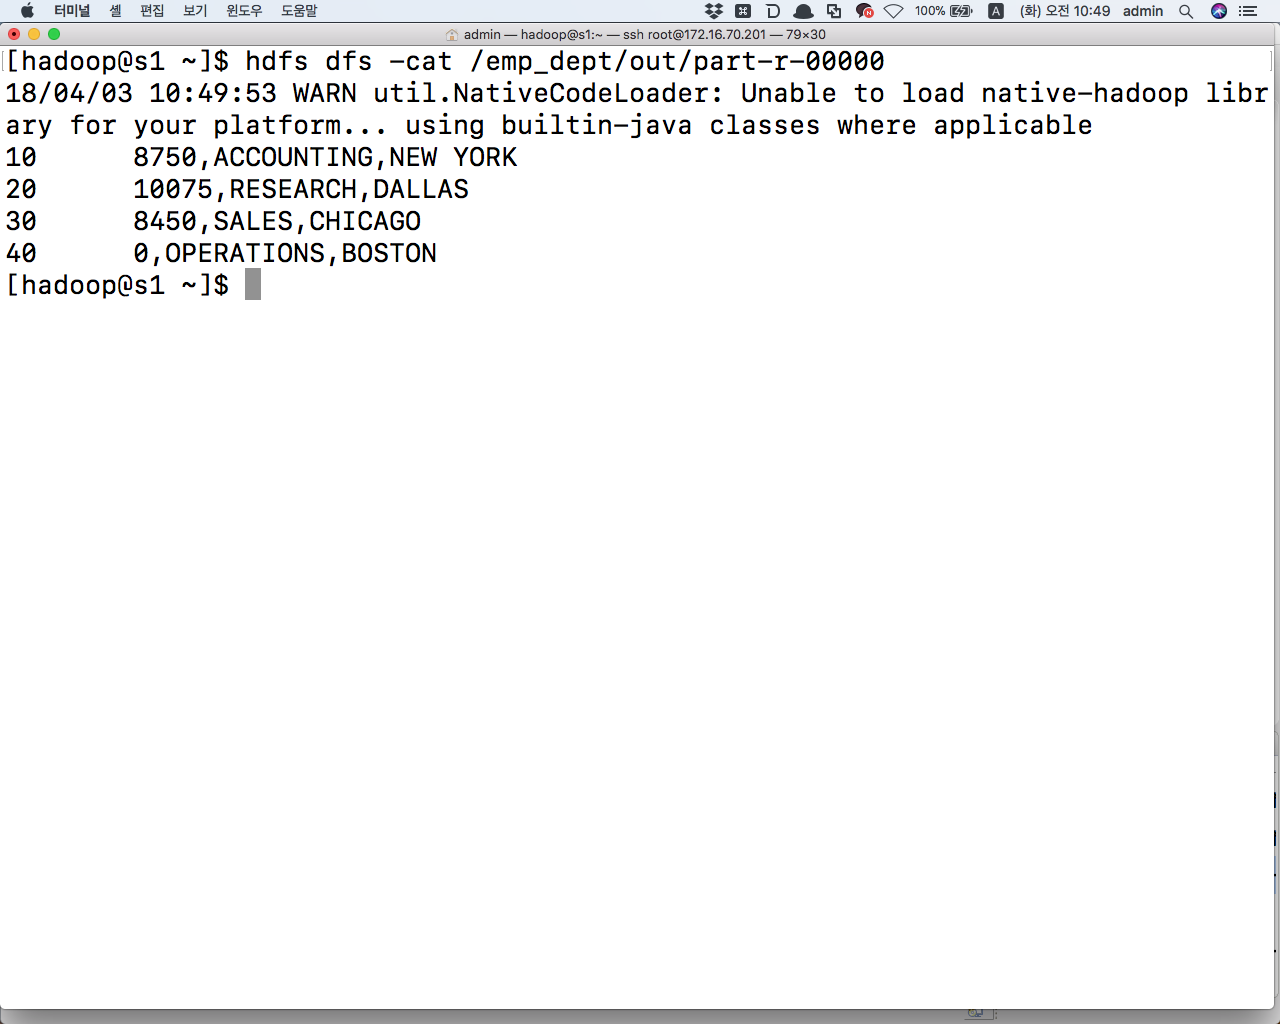 터미널 셸 편집 보기 윈도우 도움말 100% A (화) 오전 10:49 admin
admin — hadoop@s1:~ — ssh root@172.16.70.201 — 79×30
[hadoop@s1 ~]$ hdfs dfs -cat /emp_dept/out/part-r-00000
18/04/03 10:49:53 WARN util.NativeCodeLoader: Unable to load native-hadoop libr
ary for your platform... using builtin-java classes where applicable
10 8750,ACCOUNTING,NEW YORK
20 10075,RESEARCH,DALLAS
30 8450,SALES,CHICAGO
40 0,OPERATIONS,BOSTON
[hadoop@s1 ~]$